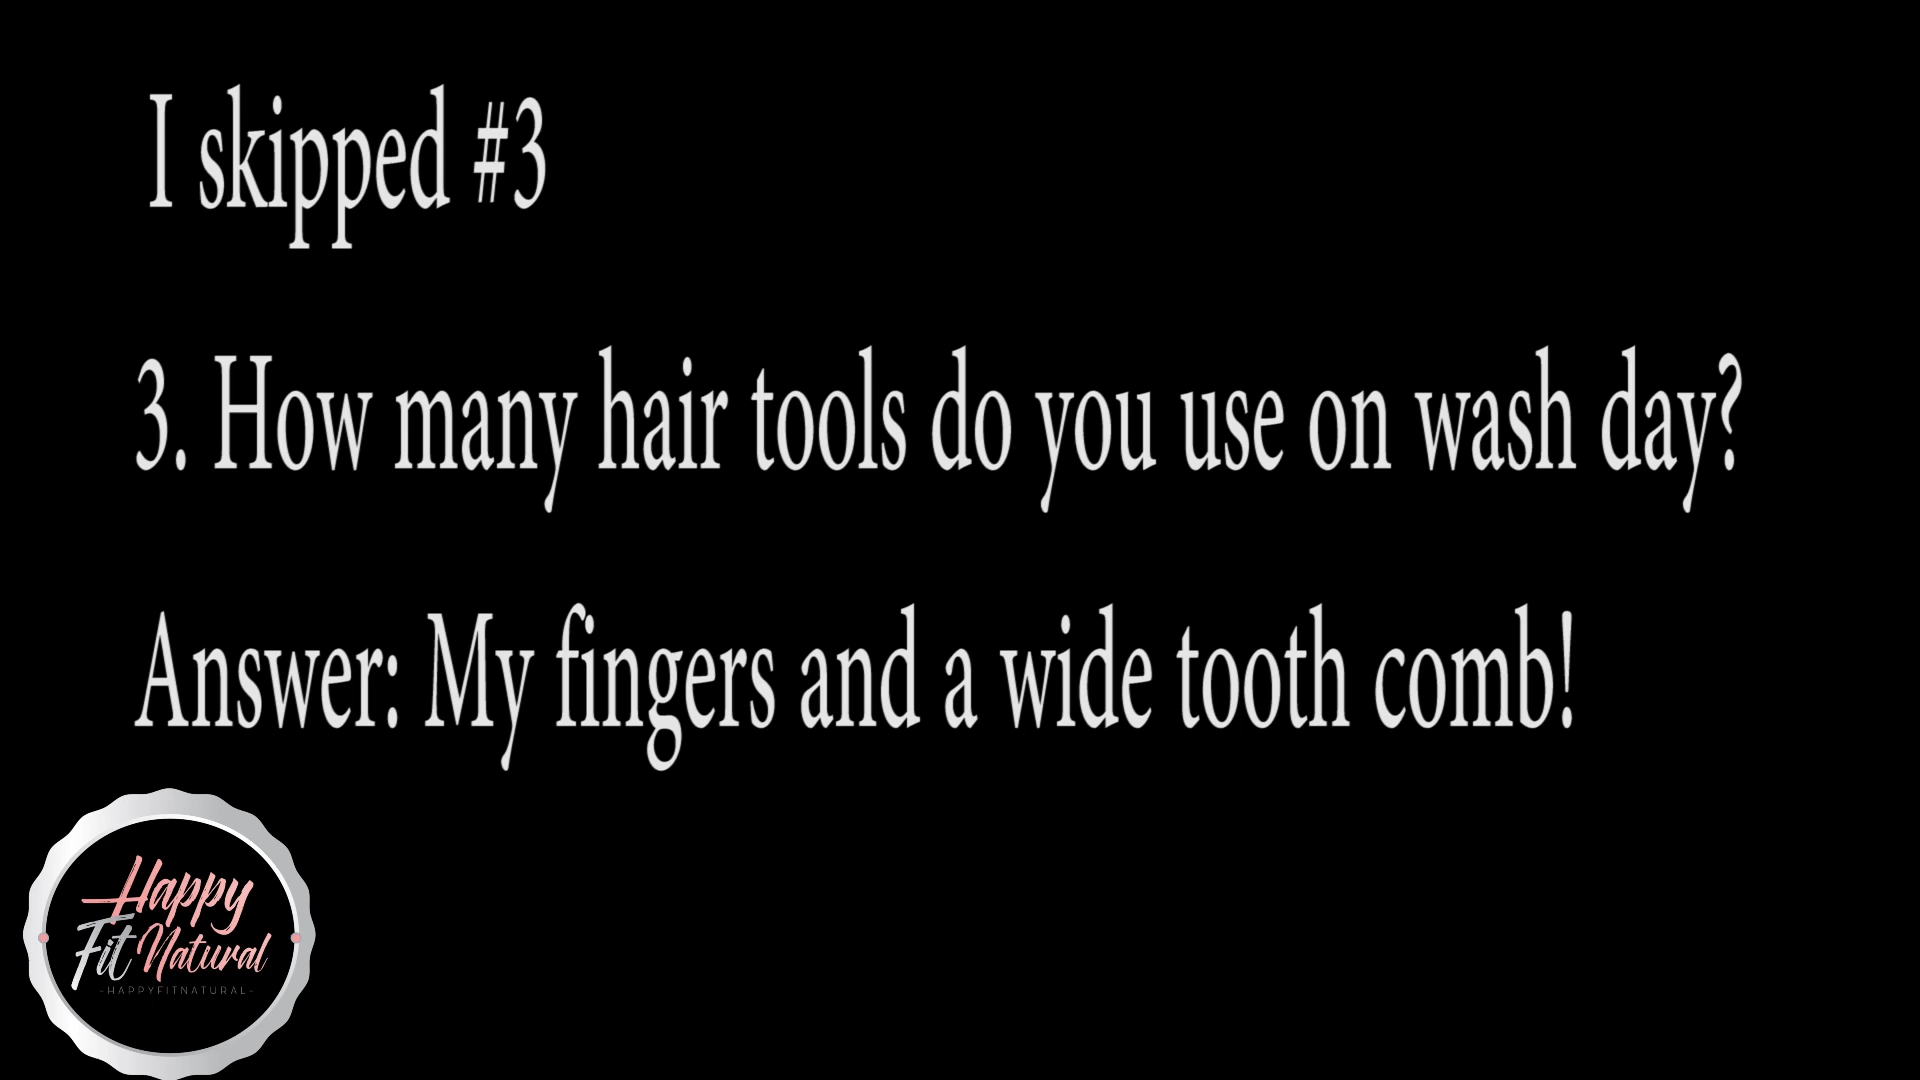 I skipped #3
3. How many hair tools do you use on wash day?
Answer: My fingers and a wide tooth comb!
Happy
Fit Natural
-HAPPYFITNATURAL-